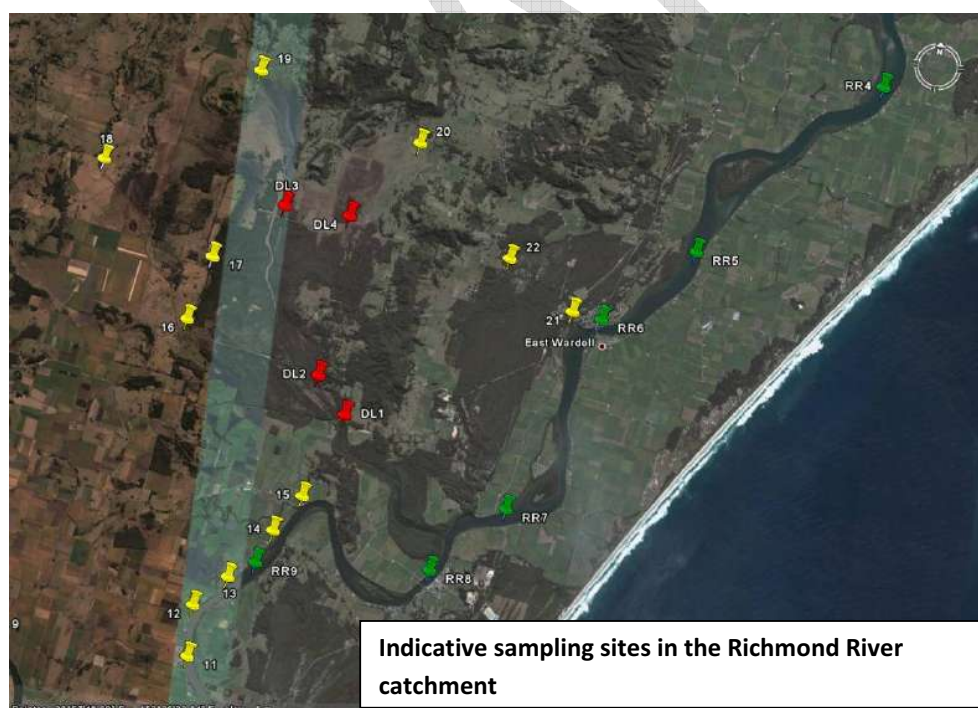 19
RR4
18
20
DL3
DL4
22
RR5
17
16
21
RR6
East Wardell
DL2
DL1
15
RR7
14
RR9
RR8
13
12
9
11
Indicative sampling sites in the Richmond River
catchment